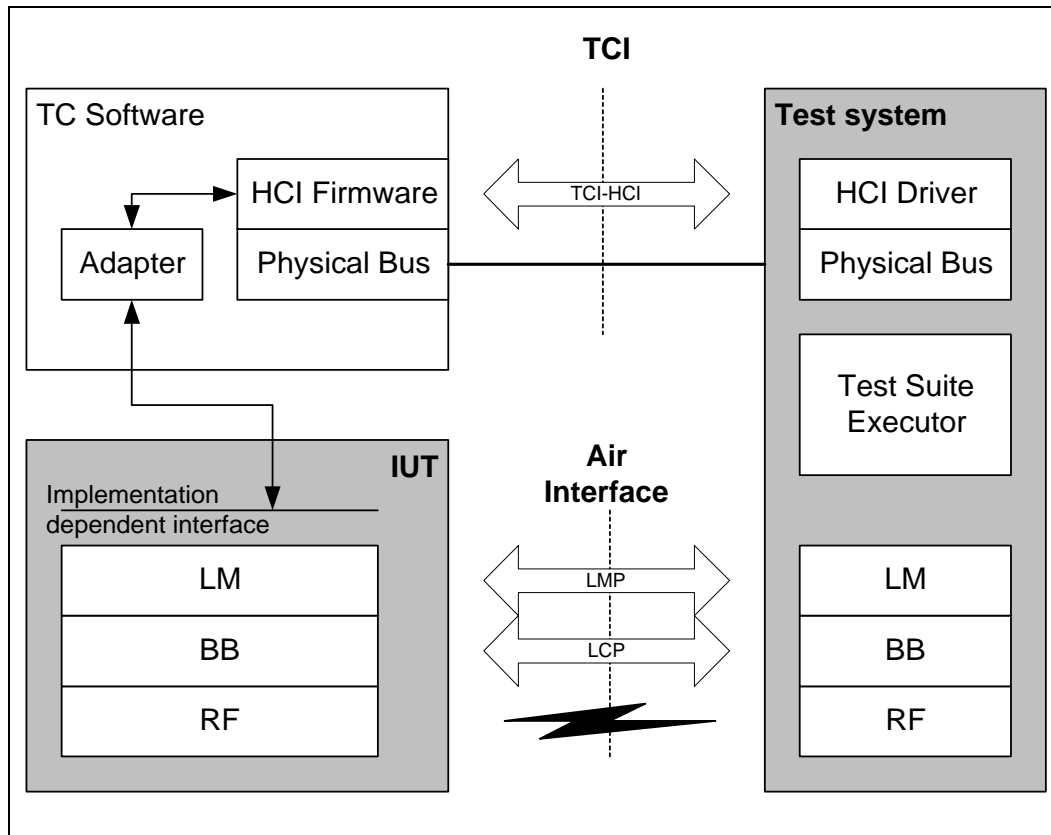 TCI
TC Software
HCI Firmware
Physical Bus
Adapter
TCI-HCI
Test system
HCI Driver
Physical Bus
Test Suite
Executor
IUT
Implementation
dependent interface
LM
BB
RF
Air
Interface
LMP
LCP
LM
BB
RF